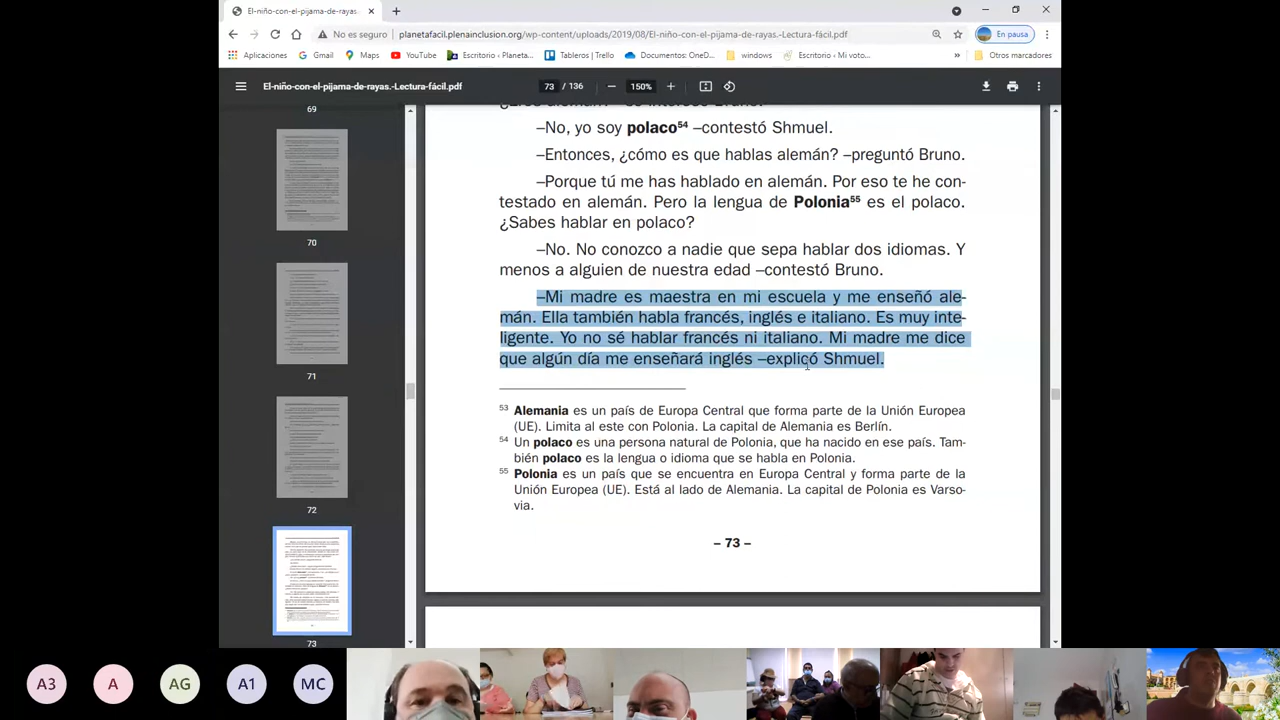 El-niño-con-el-pijama-de-rayas.
No es seguro
planetafacil.plenainclusion.org/wp-content/uploads/2019/08/El-niño-con-el-pijama-de-rayas.-Lectura-fácil.pdf
En pausa
Aplicaciones
Gmail
Maps
YouTube
Escritorio ‹ Planeta...
Tableros | Trello
Documentos: OneD...
windows
Escritorio ‹ Mi voto...
»
Otros marcadores
El-niño-con-el-pijama-de-rayas.-Lectura-fácil.pdf
73 / 136
150%
69
70
71
72
73
–No, yo soy polaco⁵⁴ –contestó Shmuel.
–Entonces, ¿cómo es que hablas alemán? –preguntó Bruno.
–Porque tú me has hablado en alemán. Por eso te he con-
testado en alemán. Pero la lengua de Polonia⁵⁵ es el polaco.
¿Sabes hablar en polaco?
–No. No conozco a nadie que sepa hablar dos idiomas. Y
menos a alguien de nuestra edad –contestó Bruno.
–Mi madre es maestra en mi escuela y me enseñó ale-
mán. Ella también habla francés, inglés e italiano. Es muy inte-
ligente. Yo no sé hablar francés ni italiano. Mi madre me dice
que algún día me enseñará inglés –explicó Shmuel.
53 Alemania es un país de Europa Central que forma parte de la Unión Europea
(UE). Limita al este con Polonia. La capital de Alemania es Berlín.
54 Un polaco es una persona natural de Polonia, que ha nacido en ese país. Tam-
bién polaco es la lengua o idioma que se habla en Polonia.
55 Polonia es un país que se encuentra en Europa Central y forma parte de la
Unión Europea (UE). Está al lado de Alemania. La capital de Polonia es Varso-
via.
– 73 –
A3
A
AG
A1
MC